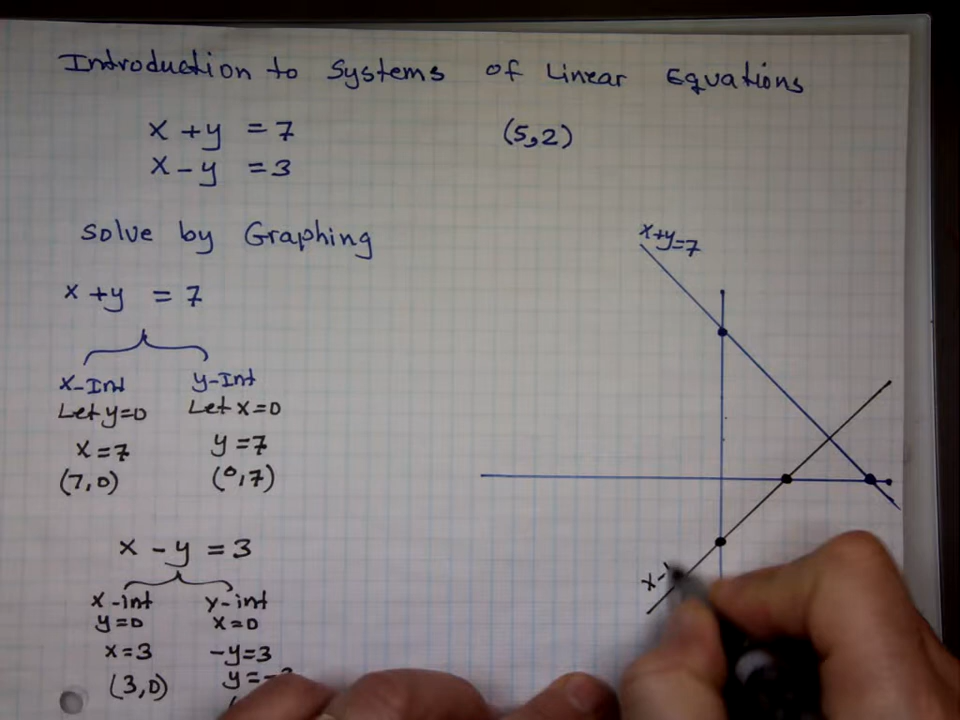 Introduction to Systems of Linear Equations
x + y = 7
x - y = 3
(5,2)
Solve by Graphing
x + y = 7
x-Int y-Int
Let y=0 Let x=0
x = 7 y = 7
(7,0) (0,7)
x - y = 3
x-int y-int
y=0 x=0
x = 3 -y=3
(3,0) y=-3
x+y=7
x-